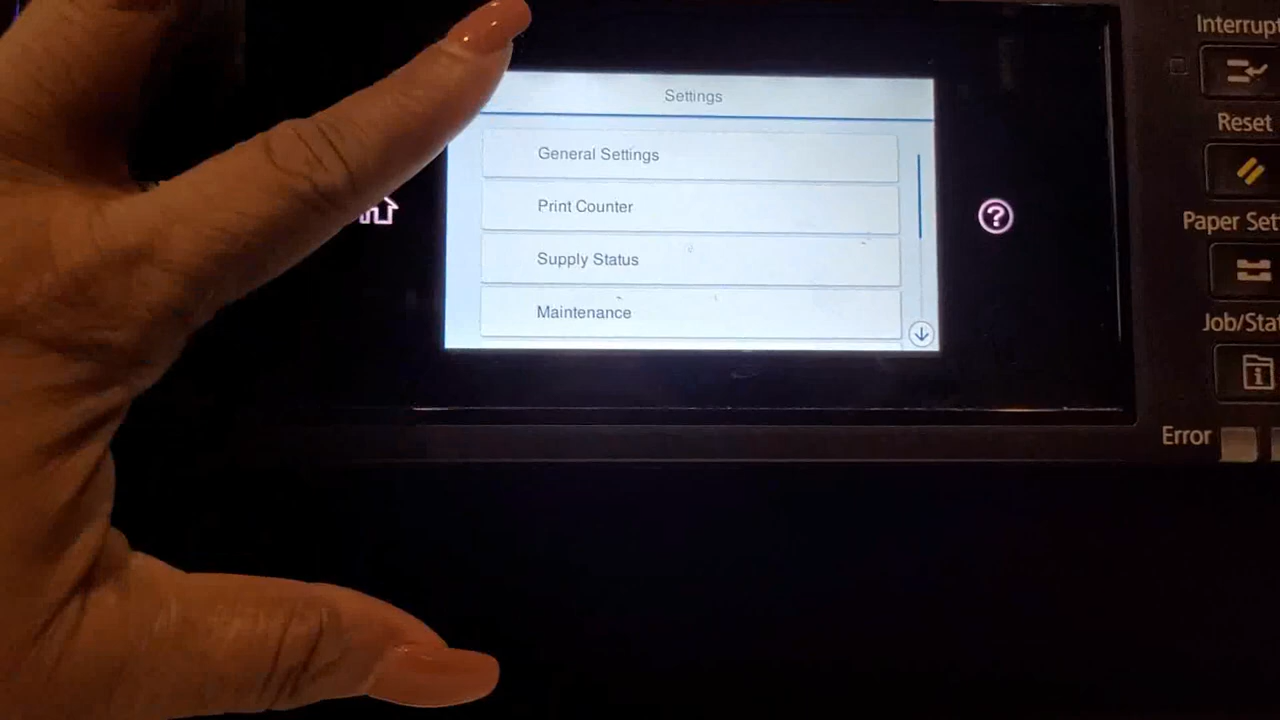 Settings
General Settings
Print Counter
Supply Status
Maintenance
Interrupt
Reset
Paper Set
Job/Stat
Error